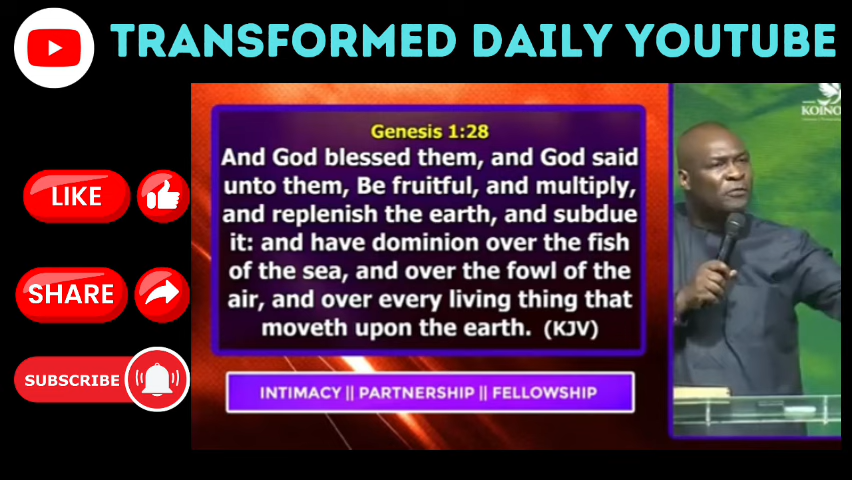 TRANSFORMED DAILY YOUTUBE
Genesis 1:28
And God blessed them, and God said
unto them, Be fruitful, and multiply,
and replenish the earth, and subdue
it: and have dominion over the fish
of the sea, and over the fowl of the
air, and over every living thing that
moveth upon the earth. (KJV)
INTIMACY || PARTNERSHIP || FELLOWSHIP
LIKE
SHARE
SUBSCRIBE